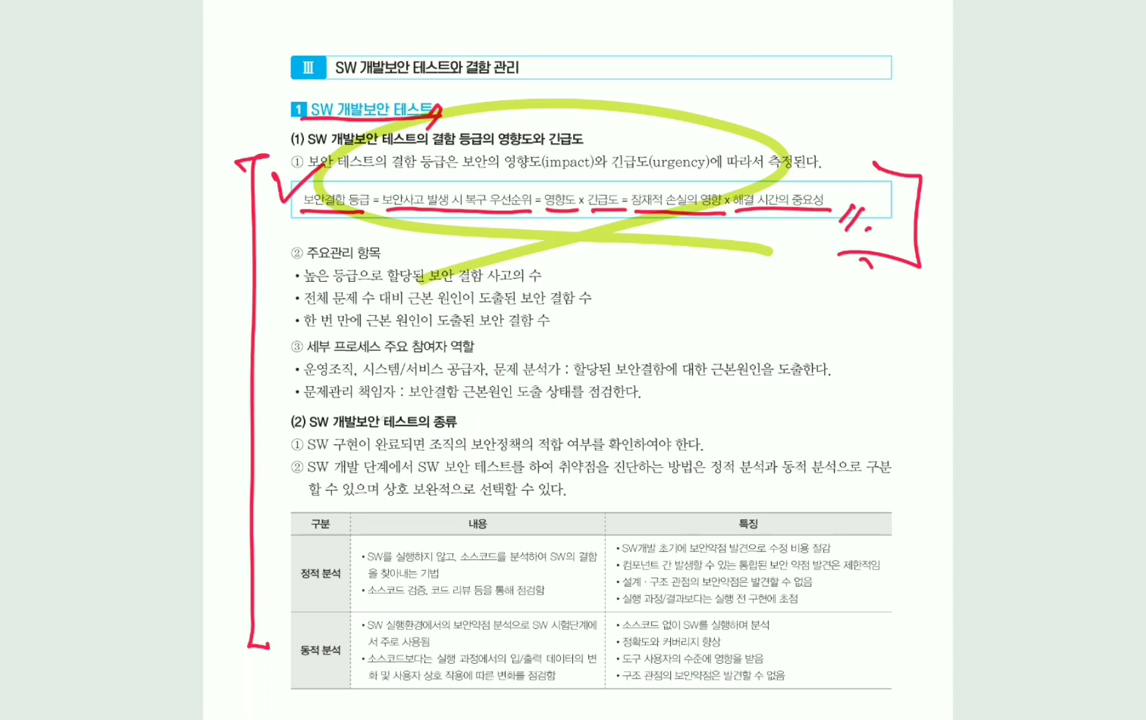 Ⅲ SW 개발보안 테스트와 결함 관리
1 SW 개발보안 테스트
(1) SW 개발보안 테스트의 결함 등급의 영향도와 긴급도
① 보안 테스트의 결함 등급은 보안의 영향도(impact)와 긴급도(urgency)에 따라서 측정된다.
보안결함 등급 = 보안사고 발생 시 복구 우선순위 = 영향도 x 긴급도 = 잠재적 손실의 영향 x 해결 시간의 중요성
② 주요관리 항목
• 높은 등급으로 할당된 보안 결함 사고의 수
• 전체 문제 수 대비 근본 원인이 도출된 보안 결함 수
• 한 번 만에 근본 원인이 도출된 보안 결함 수
③ 세부 프로세스 주요 참여자 역할
• 운영조직, 시스템/서비스 공급자, 문제 분석가 : 할당된 보안결함에 대한 근본원인을 도출한다.
• 문제관리 책임자 : 보안결함 근본원인 도출 상태를 점검한다.
(2) SW 개발보안 테스트의 종류
① SW 구현이 완료되면 조직의 보안정책의 적합 여부를 확인하여야 한다.
② SW 개발 단계에서 SW 보안 테스트를 하여 취약점을 진단하는 방법은 정적 분석과 동적 분석으로 구분
할 수 있으며 상호 보완적으로 선택할 수 있다.
구분 내용 특징
정적 분석
• SW를 실행하지 않고, 소스코드를 분석하여 SW의 결함
을 찾아내는 기법
• 소스코드 검증, 코드 리뷰 등을 통해 점검함
• SW개발 초기에 보안약점 발견으로 수정 비용 절감
• 컴포넌트 간 발생할 수 있는 통합된 보안 약점 발견은 제한적임
• 설계 · 구조 관점의 보안약점은 발견할 수 없음
• 실행 과정/결과보다는 실행 전 구현에 초점
동적 분석
• SW 실행환경에서의 보안약점 분석으로 SW 시험단계에
서 주로 사용됨
• 소스코드보다는 실행 과정에서의 입/출력 데이터의 변
화 및 사용자 상호 작용에 따른 변화를 점검함
• 소스코드 없이 SW를 실행하며 분석
• 정확도와 커버리지 향상
• 도구 사용자의 수준에 영향을 받음
• 구조 관점의 보안약점은 발견할 수 없음